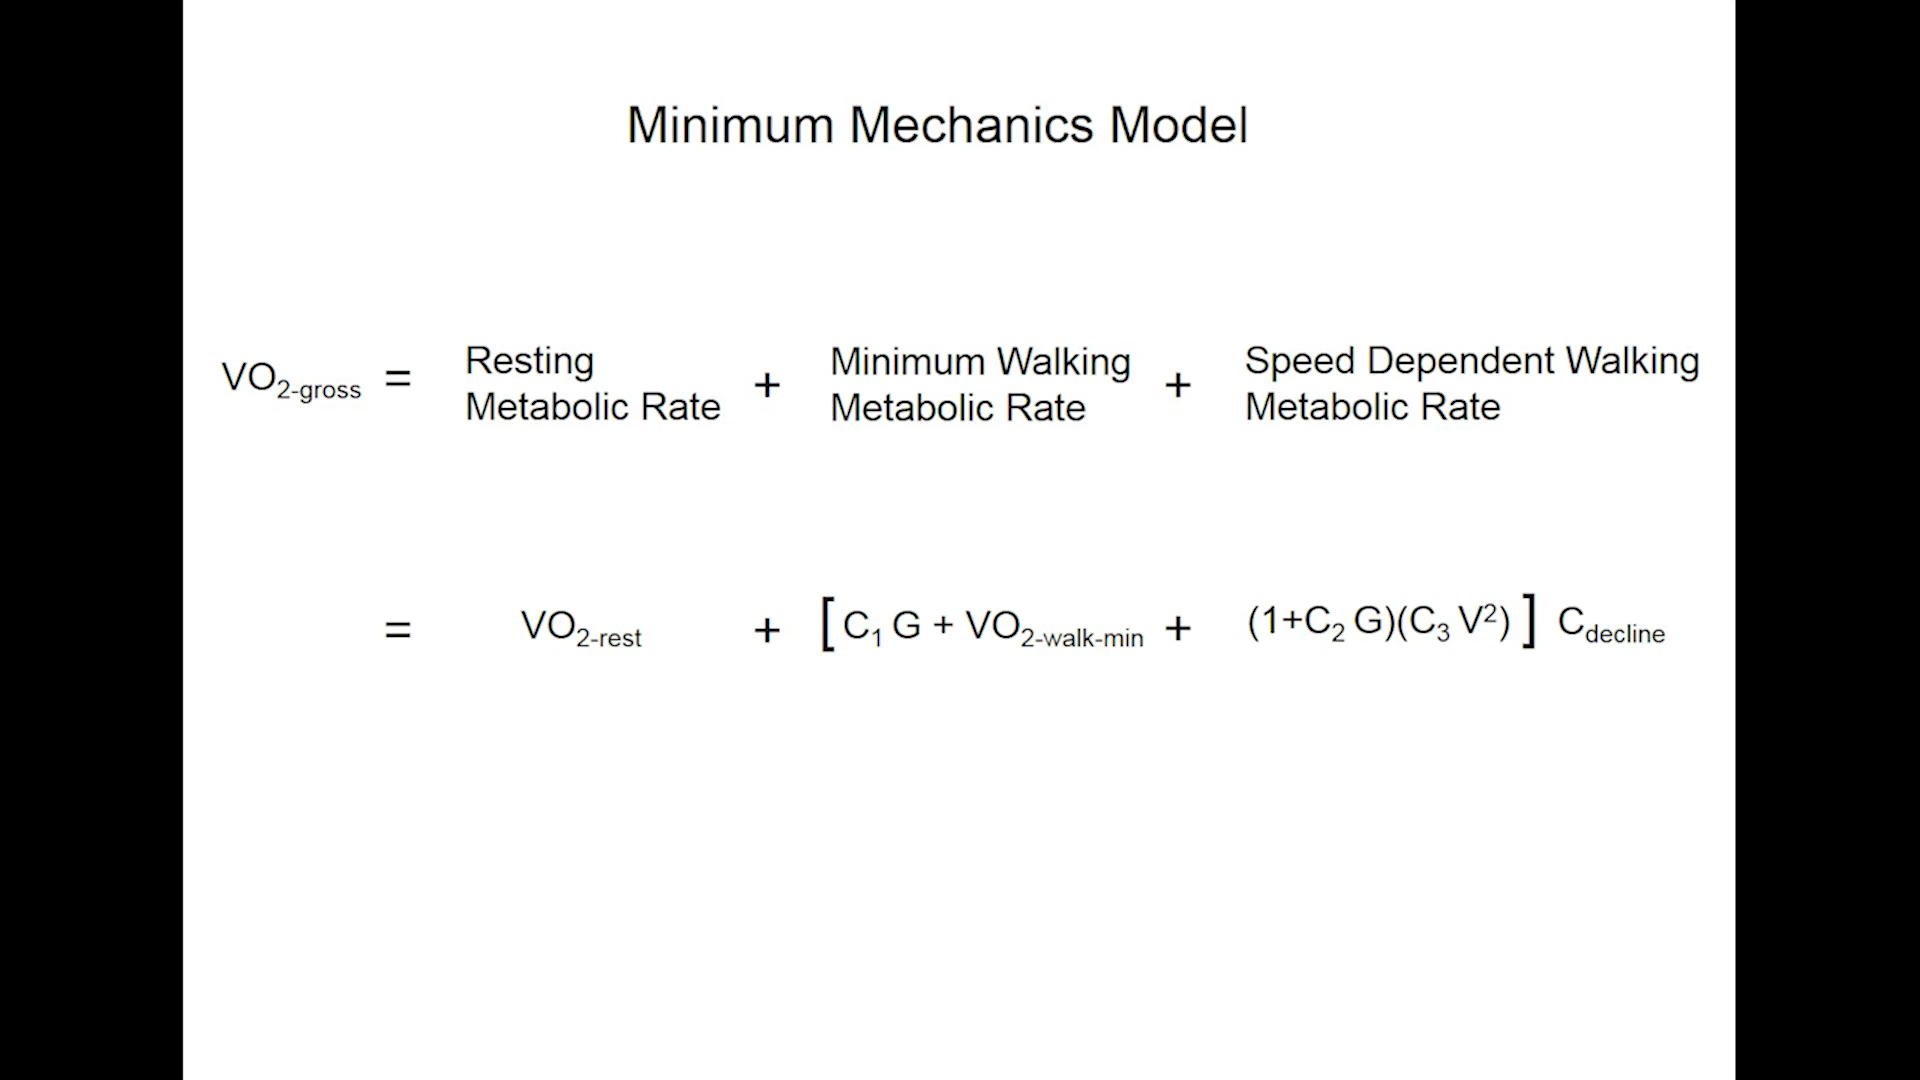 Minimum Mechanics Model
VO2-gross = Resting Metabolic Rate + Minimum Walking Metabolic Rate + Speed Dependent Walking Metabolic Rate
= VO2-rest + [ C1 G + VO2-walk-min + (1+C2 G)(C3 V²) ] Cdecline